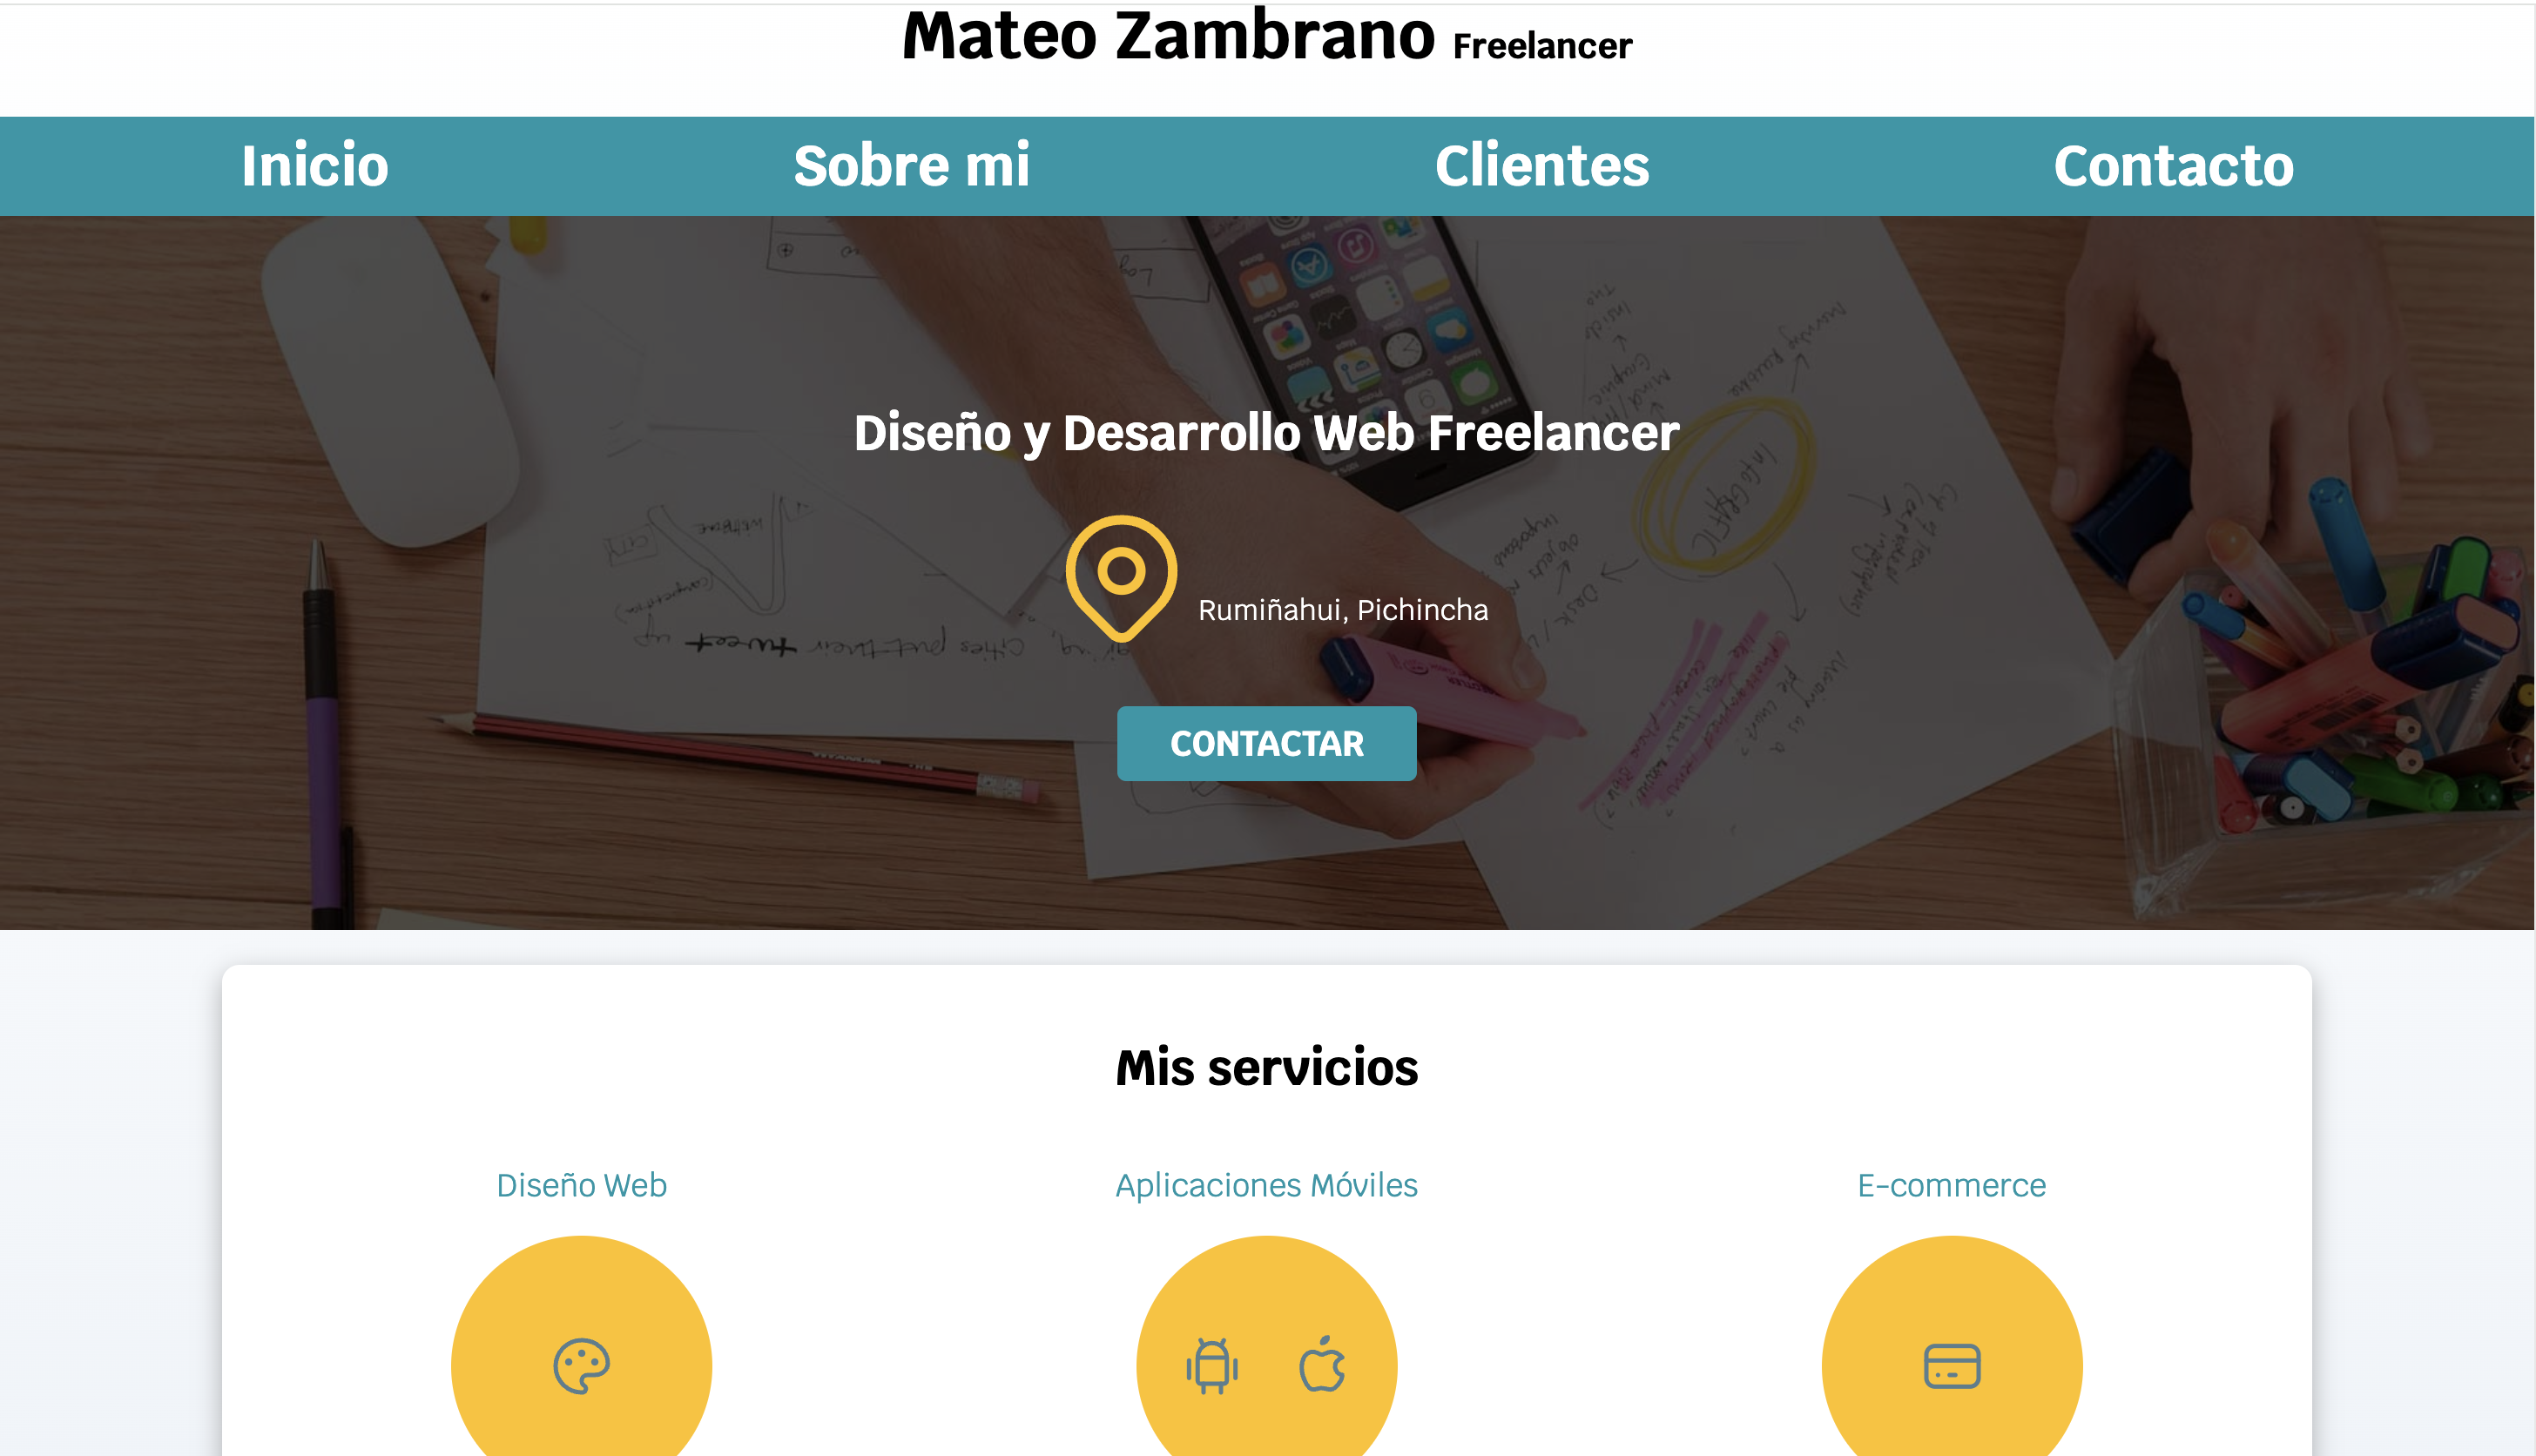 Mateo Zambrano Freelancer
Inicio Sobre mi Clientes Contacto
Diseño y Desarrollo Web Freelancer
Rumiñahui, Pichincha
CONTACTAR
Mis servicios
Diseño Web Aplicaciones Móviles E-commerce